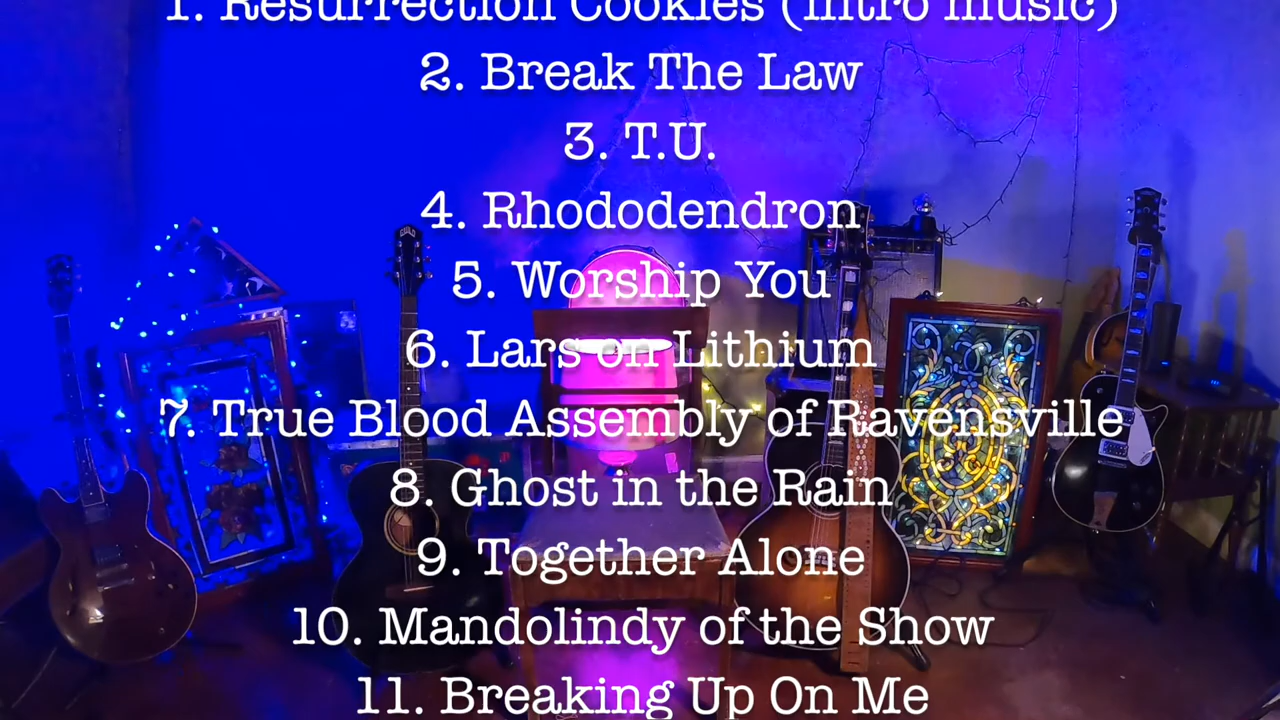 1. Resurrection Cookies (intro music)
2. Break The Law
3. T.U.
4. Rhododendron
5. Worship You
6. Lars on Lithium
7. True Blood Assembly of Ravensville
8. Ghost in the Rain
9. Together Alone
10. Mandolindy of the Show
11. Breaking Up On Me